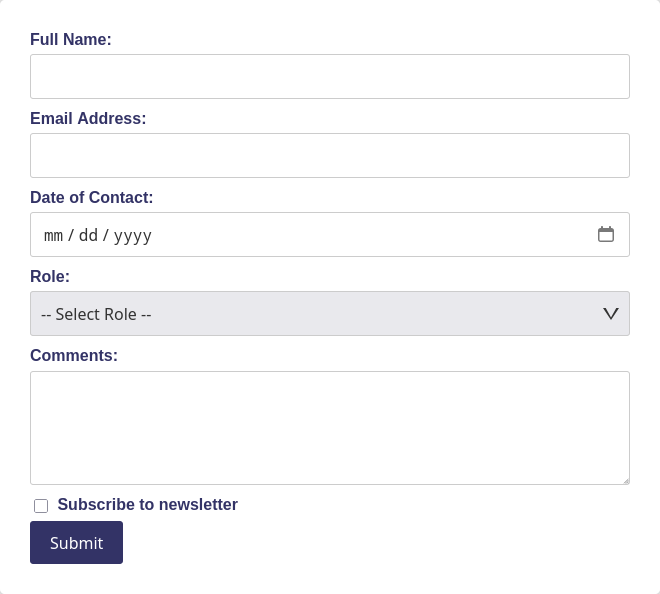 Full Name:
Email Address:
Date of Contact:
mm / dd / yyyy
Role:
-- Select Role --
Comments:
Subscribe to newsletter
Submit